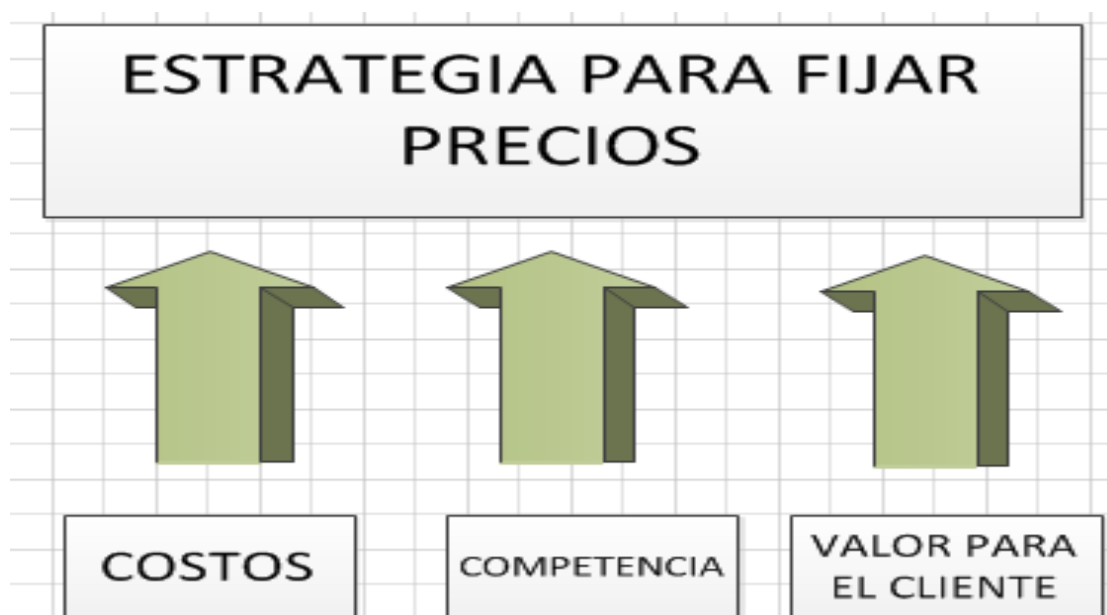 ESTRATEGIA PARA FIJAR
PRECIOS
COSTOS
COMPETENCIA
VALOR PARA
EL CLIENTE